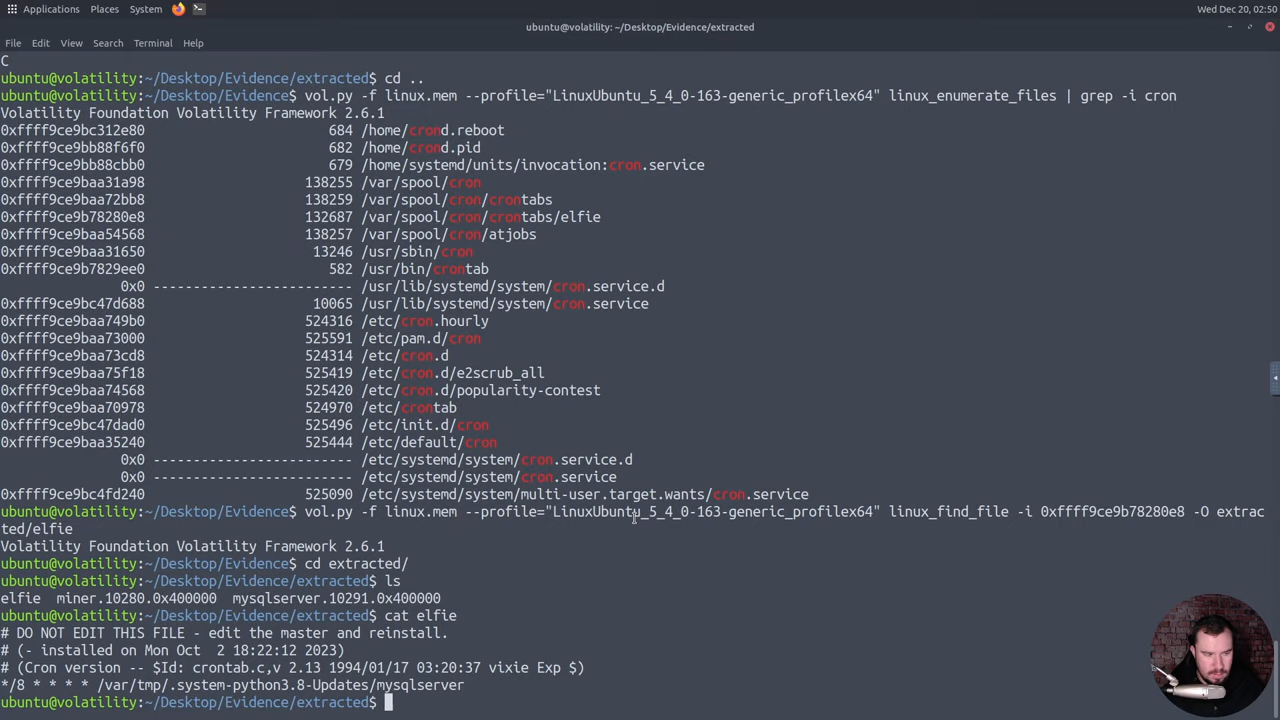 Applications Places System Wed Dec 20, 02:50
ubuntu@volatility: ~/Desktop/Evidence/extracted
File Edit View Search Terminal Help
C
ubuntu@volatility:~/Desktop/Evidence/extracted$ cd ..
ubuntu@volatility:~/Desktop/Evidence/extracted$ vol.py -f linux.mem --profile="LinuxUbuntu_5_4_0-163-generic_profilex64" linux_enumerate_files | grep -i cron
Volatility Foundation Volatility Framework 2.6.1
0xffff9ce9bc312e80 684 /home/crond.reboot
0xffff9ce9bb88f6f0 682 /home/crond.pid
0xffff9ce9bb88cbb0 679 /home/systemd/units/invocation:cron.service
0xffff9ce9baa31a98 138255 /var/spool/cron
0xffff9ce9baa72bb8 138259 /var/spool/cron/crontabs
0xffff9ce9b78280e8 132687 /var/spool/cron/crontabs/elfie
0xffff9ce9baa54568 138257 /var/spool/cron/atjobs
0xffff9ce9baa31650 13246 /usr/sbin/cron
0xffff9ce9b7829ee0 582 /usr/bin/crontab
0x0 ------------------------- /usr/lib/systemd/system/cron.service.d
0xffff9ce9bc47d688 10065 /usr/lib/systemd/system/cron.service
0xffff9ce9baa749b0 524316 /etc/cron.hourly
0xffff9ce9baa73000 525591 /etc/pam.d/cron
0xffff9ce9baa73cd8 524314 /etc/cron.d
0xffff9ce9baa75f18 525419 /etc/cron.d/e2scrub_all
0xffff9ce9baa74568 525420 /etc/cron.d/popularity-contest
0xffff9ce9baa70978 524970 /etc/crontab
0xffff9ce9bc47dad0 525496 /etc/init.d/cron
0xffff9ce9baa35240 525444 /etc/default/cron
0x0 ------------------------- /etc/systemd/system/cron.service.d
0x0 ------------------------- /etc/systemd/system/cron.service
0xffff9ce9bc4fd240 525090 /etc/systemd/system/multi-user.target.wants/cron.service
ubuntu@volatility:~/Desktop/Evidence/extracted$ vol.py -f linux.mem --profile="LinuxUbuntu_5_4_0-163-generic_profilex64" linux_find_file -i 0xffff9ce9b78280e8 -O extrac
ted/elfie
Volatility Foundation Volatility Framework 2.6.1
ubuntu@volatility:~/Desktop/Evidence/extracted$ cd extracted/
ubuntu@volatility:~/Desktop/Evidence/extracted$ ls
elfie miner.10280.0x400000 mysqlserver.10291.0x400000
ubuntu@volatility:~/Desktop/Evidence/extracted$ cat elfie
# DO NOT EDIT THIS FILE - edit the master and reinstall.
# (- installed on Mon Oct  2 18:22:12 2023)
# (Cron version -- $Id: crontab.c,v 2.13 1994/01/17 03:20:37 vixie Exp $)
*/8 * * * * /var/tmp/.system-python3.8-Updates/mysqlserver
ubuntu@volatility:~/Desktop/Evidence/extracted$